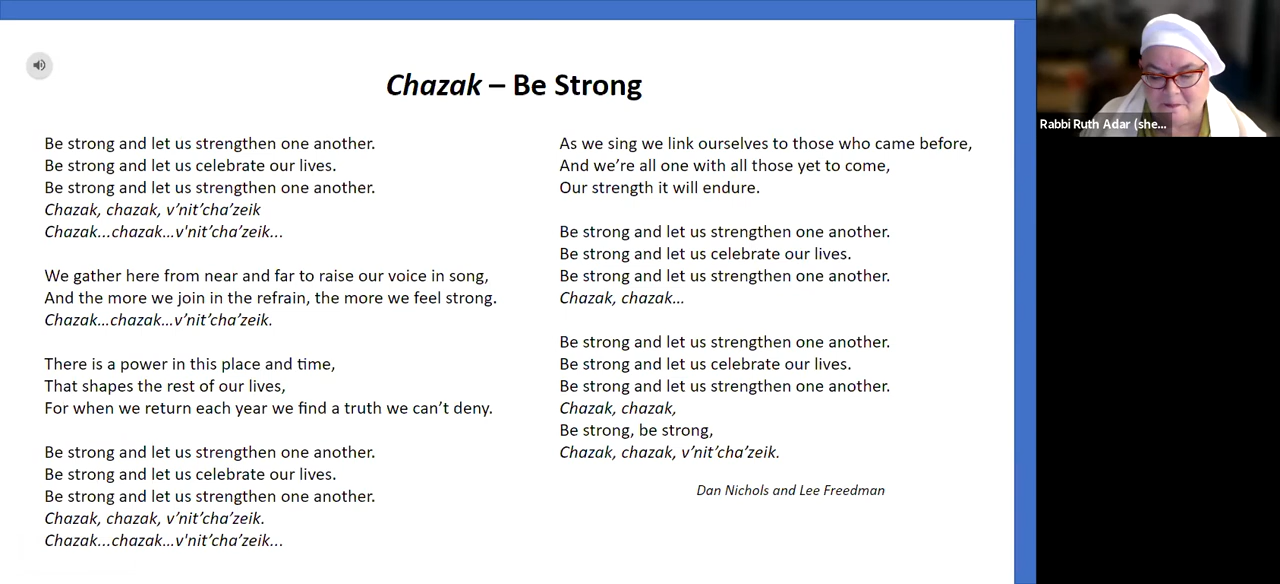 Chazak – Be Strong
Be strong and let us strengthen one another.
Be strong and let us celebrate our lives.
Be strong and let us strengthen one another.
Chazak, chazak, v’nit’cha’zeik
Chazak...chazak...v'nit’cha’zeik...
We gather here from near and far to raise our voice in song,
And the more we join in the refrain, the more we feel strong.
Chazak...chazak...v’nit’cha’zeik.
There is a power in this place and time,
That shapes the rest of our lives,
For when we return each year we find a truth we can’t deny.
Be strong and let us strengthen one another.
Be strong and let us celebrate our lives.
Be strong and let us strengthen one another.
Chazak, chazak, v’nit’cha’zeik.
Chazak...chazak...v'nit’cha’zeik...
As we sing we link ourselves to those who came before,
And we’re all one with all those yet to come,
Our strength it will endure.
Be strong and let us strengthen one another.
Be strong and let us celebrate our lives.
Be strong and let us strengthen one another.
Chazak, chazak...
Be strong and let us strengthen one another.
Be strong and let us celebrate our lives.
Be strong and let us strengthen one another.
Chazak, chazak,
Be strong, be strong,
Chazak, chazak, v’nit’cha’zeik.
Dan Nichols and Lee Freedman
Rabbi Ruth Adar (she...